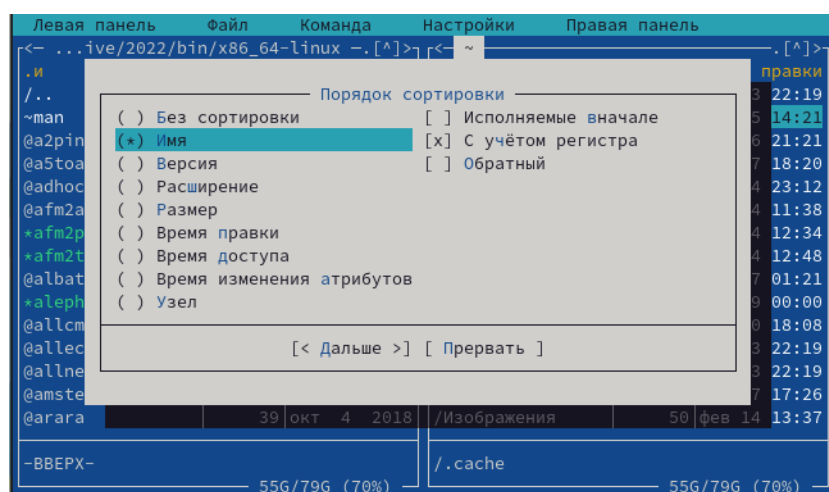 Левая панель Файл Команда Настройки Правая панель
<— ...ive/2022/bin/x86_64-linux —.[^]> <— ~ .[^]>
.и правки
/.. 3 22:19
~man 14:21
@a2pin 6 21:21
@a5toa 7 18:20
@adhoc 4 23:12
@afm2a 4 11:38
*afm2p 4 12:34
*afm2t 4 12:48
@albat 7 01:21
*aleph 9 00:00
@allcm 0 18:08
@allec 3 22:19
@allne 3 22:19
@amste 7 17:26
@arara 39 окт 4 2018 /Изображения 50 фев 14 13:37
Порядок сортировки
( ) Без сортировки [ ] Исполняемые вначале
(*) Имя [x] С учётом регистра
( ) Версия [ ] Обратный
( ) Расширение
( ) Размер
( ) Время правки
( ) Время доступа
( ) Время изменения атрибутов
( ) Узел
[< Дальше >] [ Прервать ]
-ВВЕРХ- /.cache
55G/79G (70%) 55G/79G (70%)